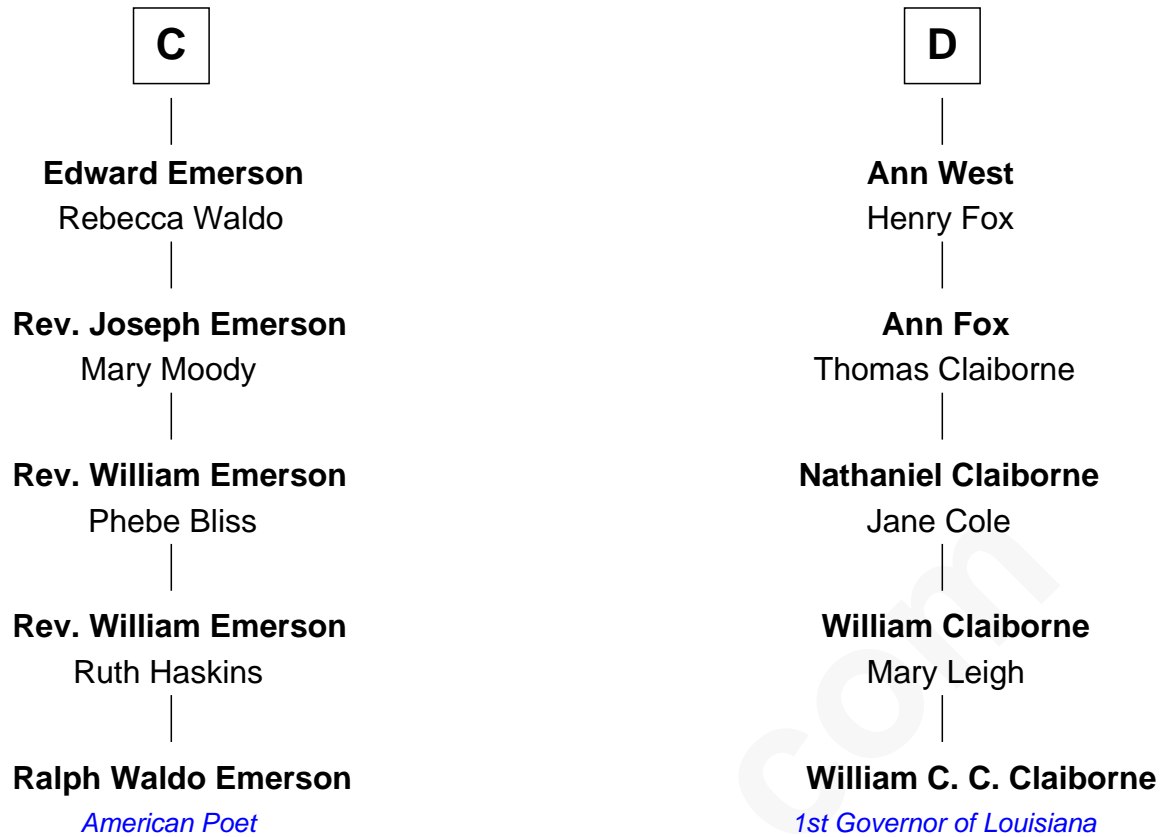 C
Edward Emerson
Rebecca Waldo
Rev. Joseph Emerson
Mary Moody
Rev. William Emerson
Phebe Bliss
Rev. William Emerson
Ruth Haskins
Ralph Waldo Emerson
American Poet
D
Ann West
Henry Fox
Ann Fox
Thomas Claiborne
Nathaniel Claiborne
Jane Cole
William Claiborne
Mary Leigh
William C. C. Claiborne
1st Governor of Louisiana
com